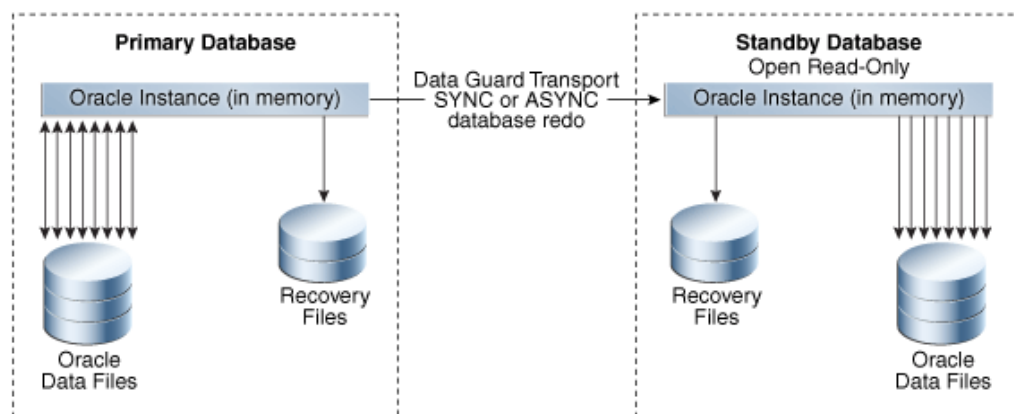 Primary Database
Oracle Instance (in memory)
Recovery
Files
Oracle
Data Files
Data Guard Transport
SYNC or ASYNC
database redo
Standby Database
Open Read-Only
Oracle Instance (in memory)
Recovery
Files
Oracle
Data Files